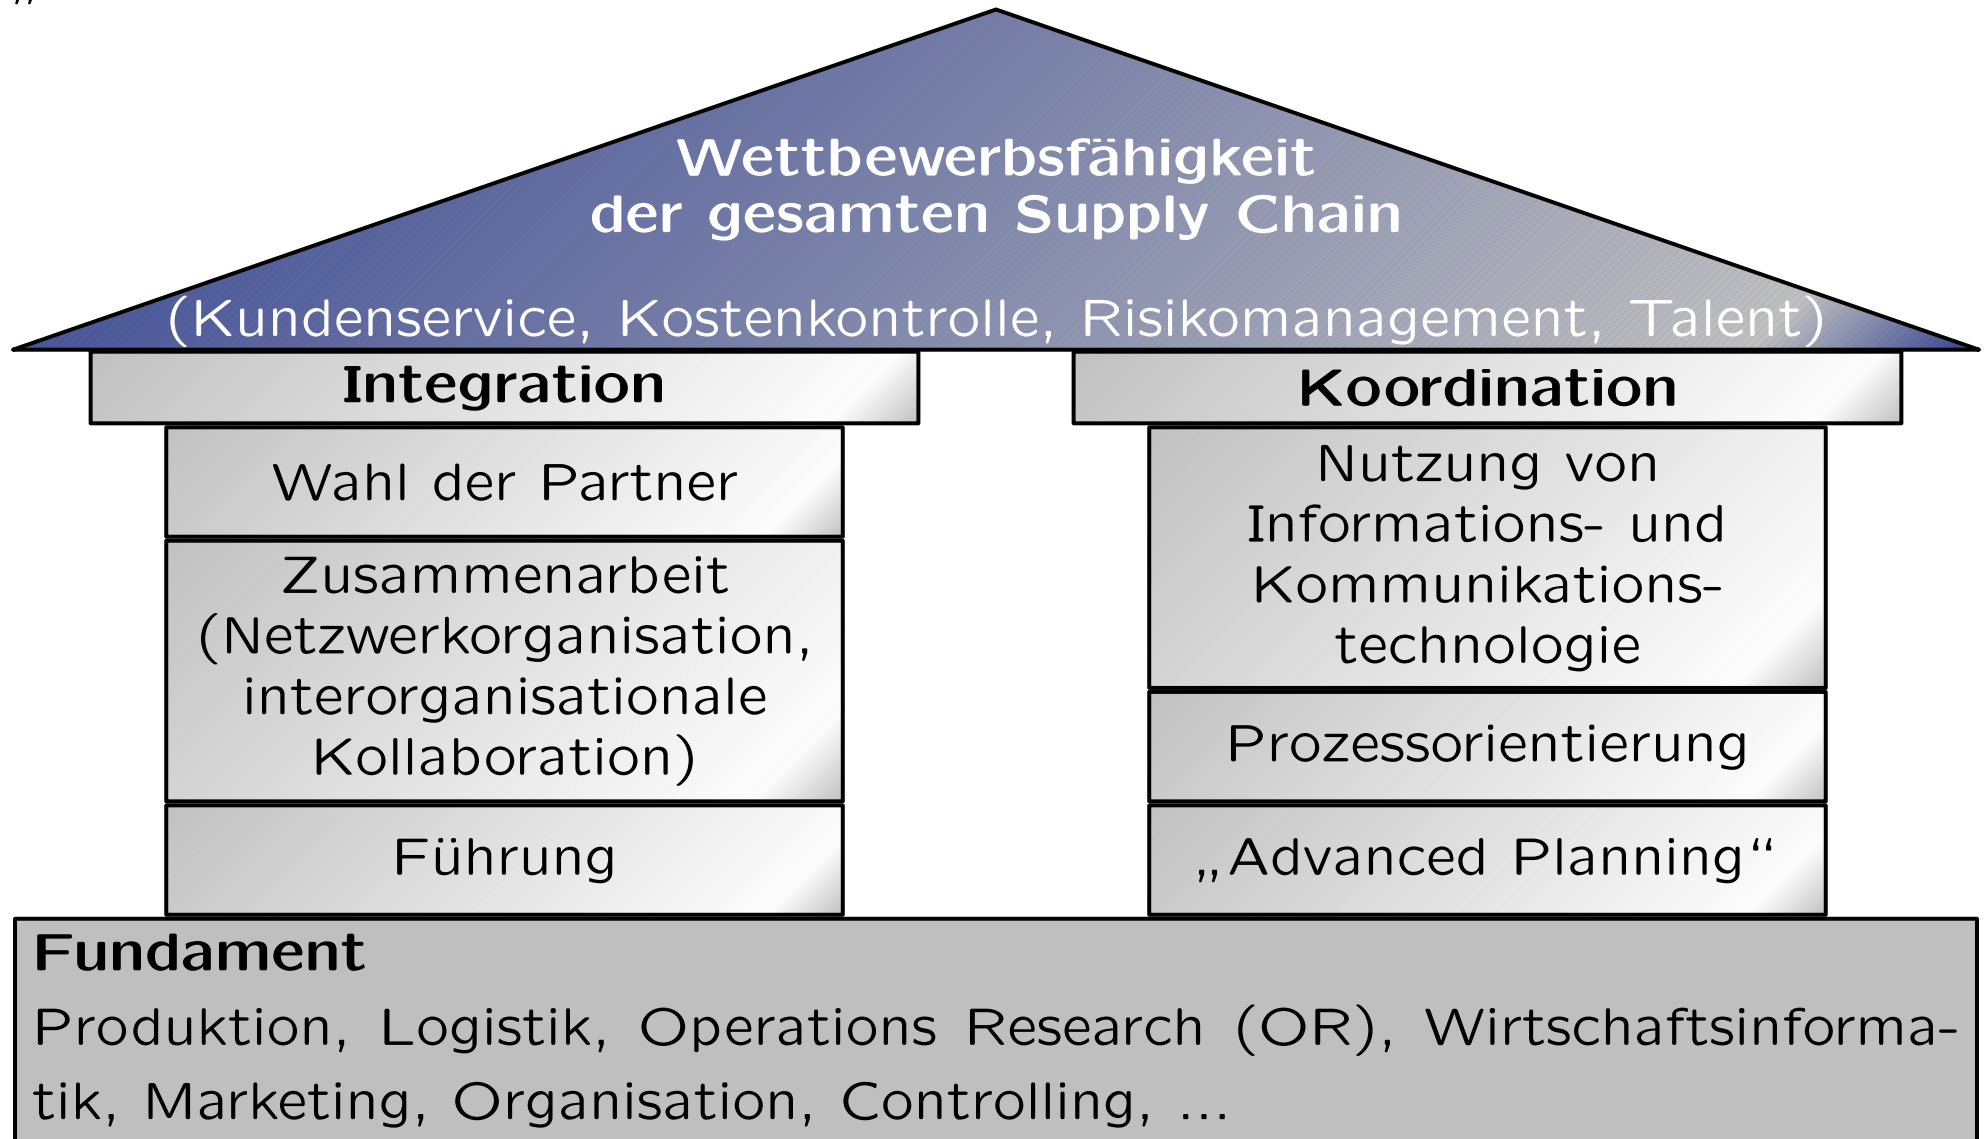 „
Wettbewerbsfähigkeit
der gesamten Supply Chain
(Kundenservice, Kostenkontrolle, Risikomanagement, Talent)
Integration
Wahl der Partner
Zusammenarbeit
(Netzwerkorganisation,
interorganisationale
Kollaboration)
Führung
Koordination
Nutzung von
Informations- und
Kommunikations-
technologie
Prozessorientierung
„Advanced Planning“
Fundament
Produktion, Logistik, Operations Research (OR), Wirtschaftsinforma-
tik, Marketing, Organisation, Controlling, ...